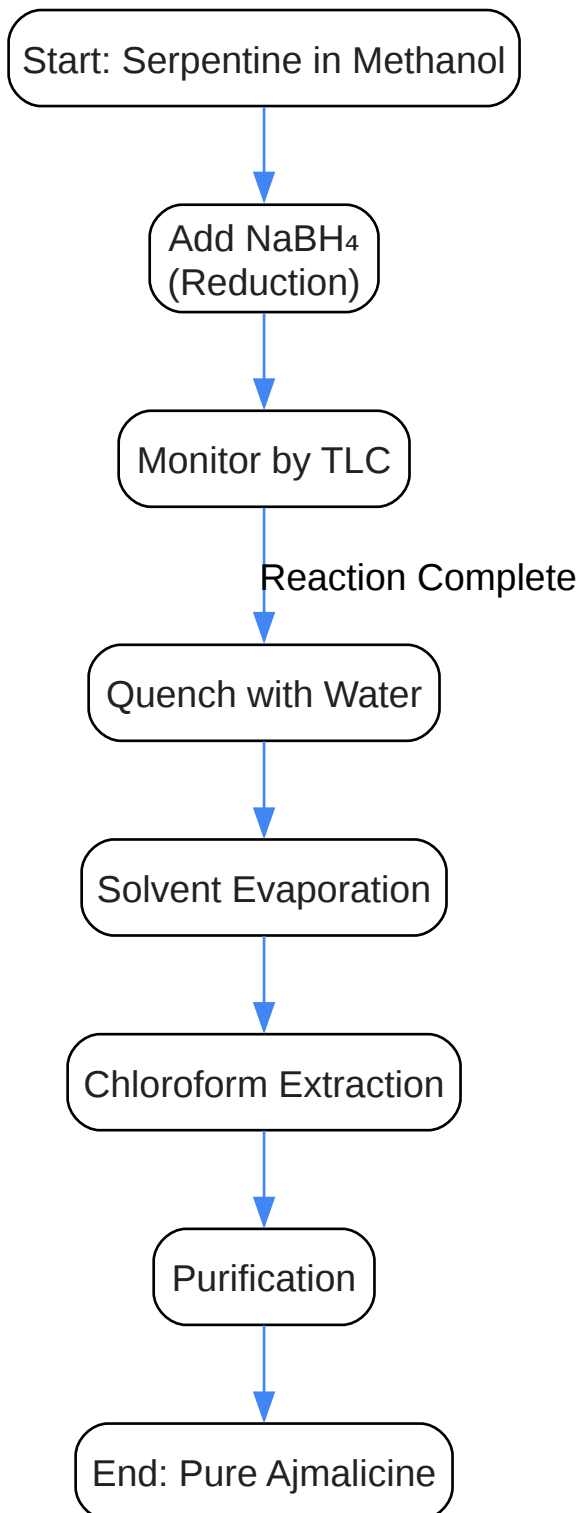 Start: Serpentine in Methanol
Add NaBH₄
(Reduction)
Monitor by TLC
Reaction Complete
Quench with Water
Solvent Evaporation
Chloroform Extraction
Purification
End: Pure Ajmalicine